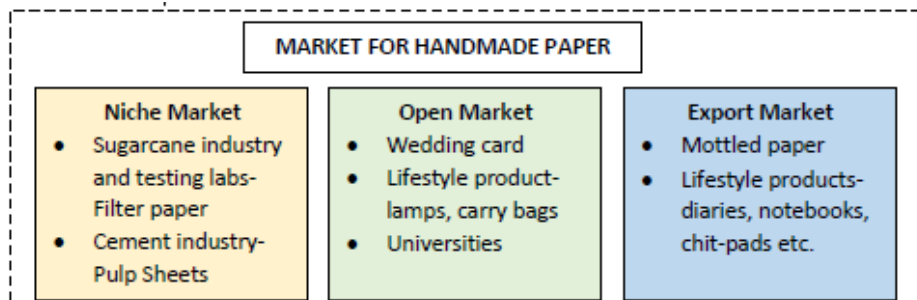 MARKET FOR HANDMADE PAPER
Niche Market
• Sugarcane industry
and testing labs-
Filter paper
• Cement industry-
Pulp Sheets
Open Market
• Wedding card
• Lifestyle product-
lamps, carry bags
• Universities
Export Market
• Mottled paper
• Lifestyle products-
diaries, notebooks,
chit-pads etc.